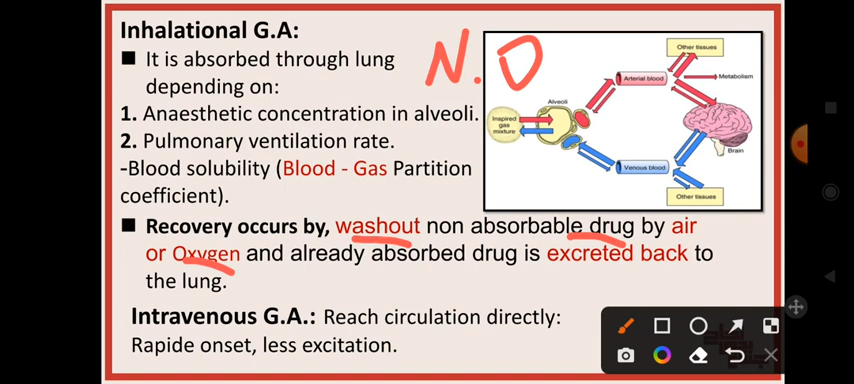 Inhalational G.A:
■ It is absorbed through lung
depending on:
1. Anaesthetic concentration in alveoli.
2. Pulmonary ventilation rate.
-Blood solubility (Blood - Gas Partition
coefficient).
N.D
Other tissues
Arterial blood
Metabolism
Alveoli
Inspired
gas
mixture
Brain
Venous blood
Other tissues
■ Recovery occurs by, washout non absorbable drug by air
or Oxygen and already absorbed drug is excreted back to
the lung.
Intravenous G.A.: Reach circulation directly:
Rapide onset, less excitation.